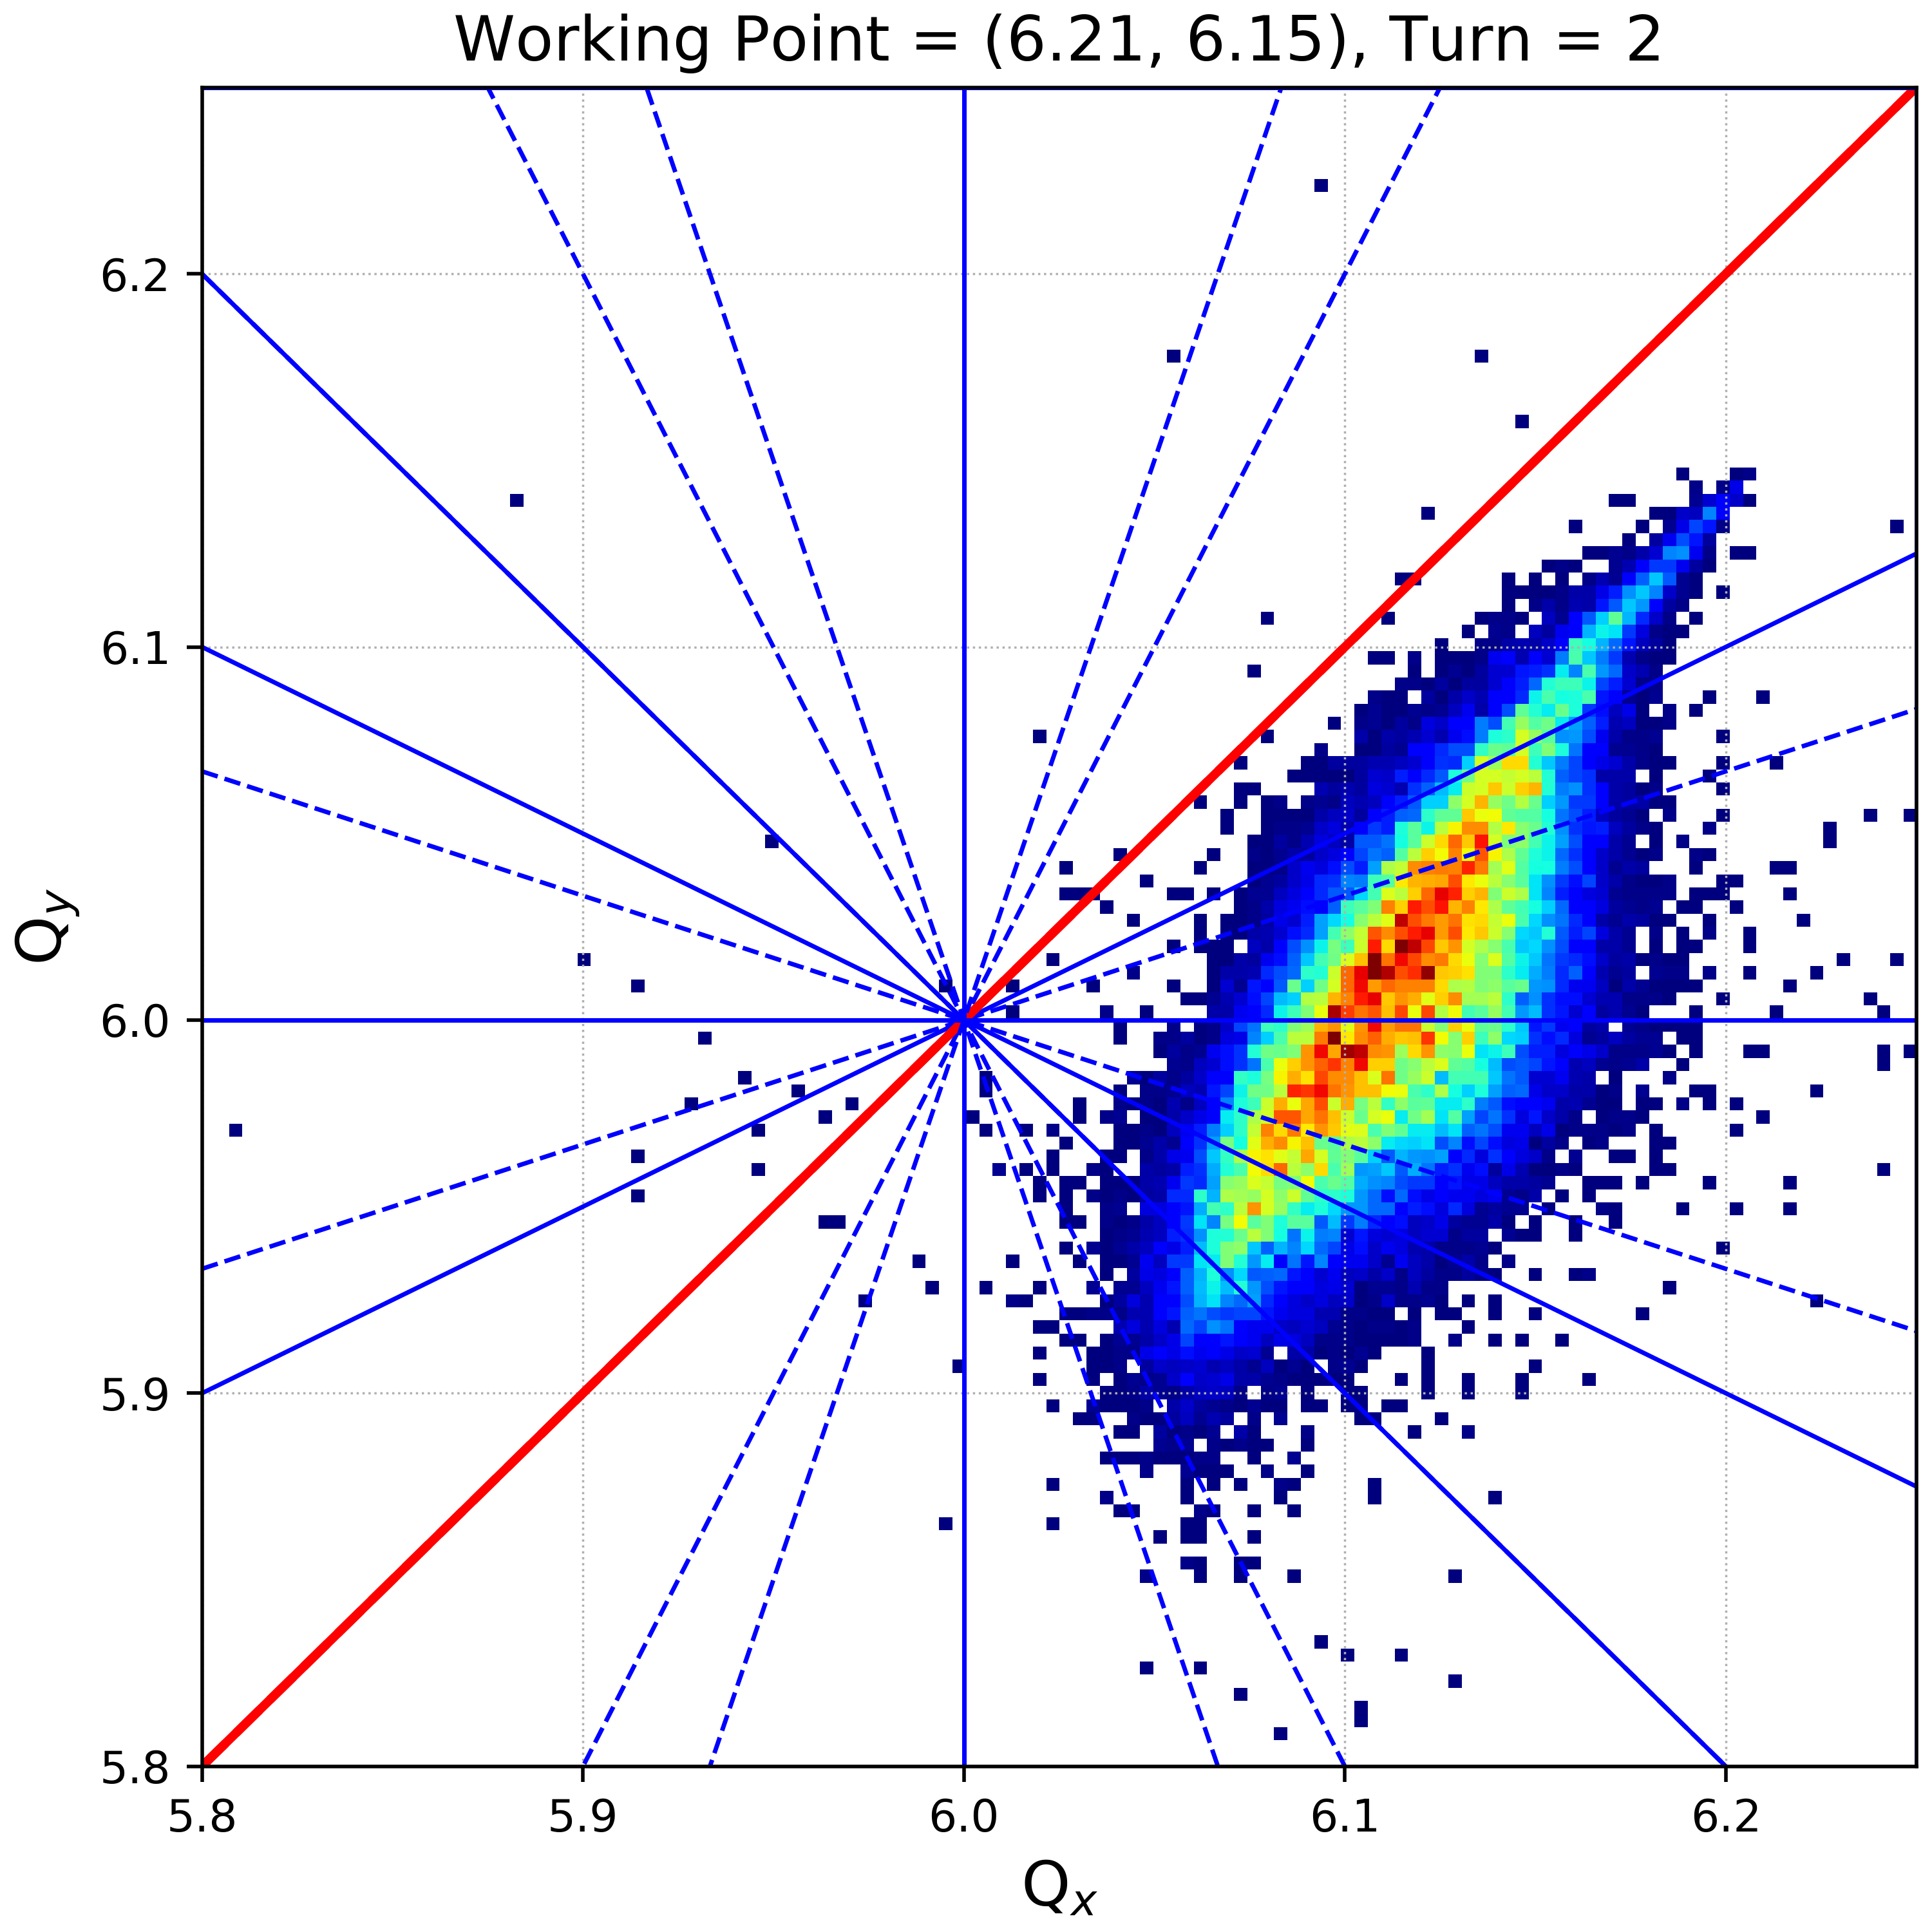 Working Point = (6.21, 6.15), Turn = 2
6.2
6.1
6.0
5.9
5.8
Qy
5.8 5.9 6.0 6.1 6.2
Qx